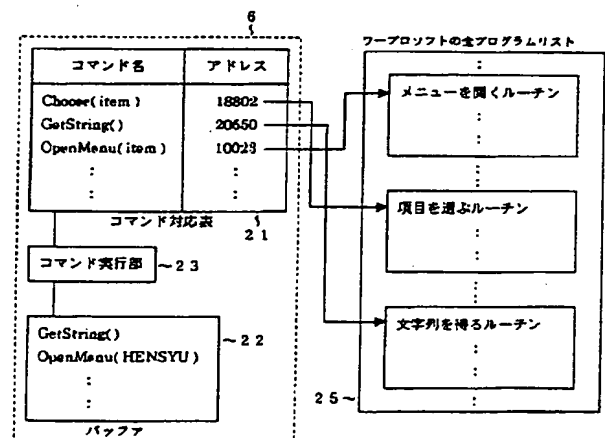 6
コマンド名 アドレス
Chooer(item) 18802
GetString() 20650
OpenMenu(item) 10023
コマンド対応表
21
コマンド実行部 ~23
GetString()
OpenMenu(HENSYU)
~22
バッファ
ワープロソフトの全プログラムリスト
メニューを開くルーチン
項目を選ぶルーチン
文字列を得るルーチン
25~